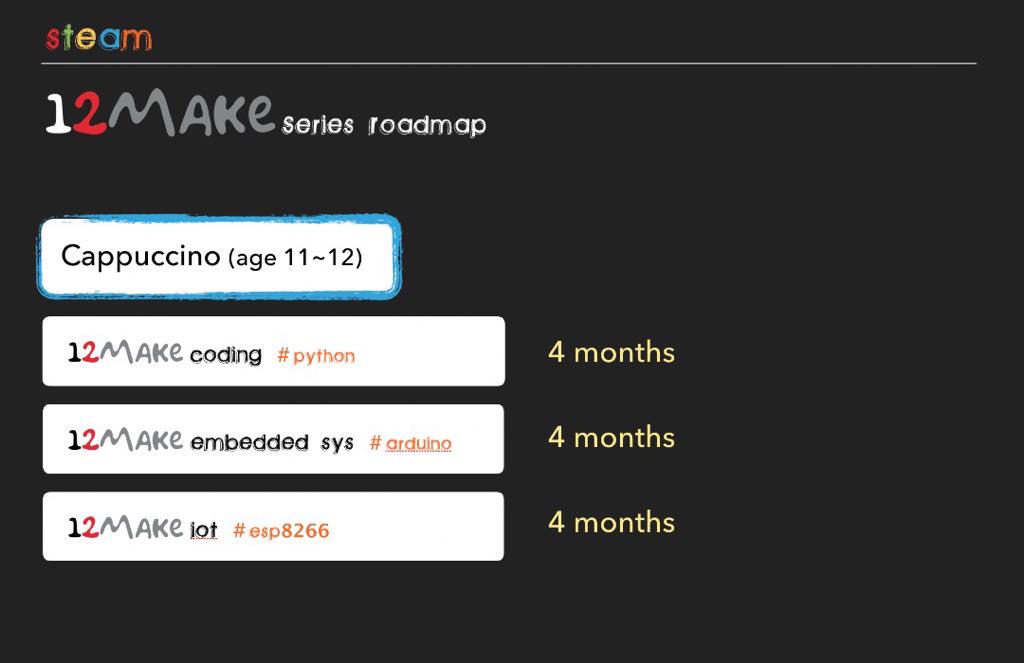 steam
12MAKe series roadmap
Cappuccino (age 11~12)
12MAKe coding #python 4 months
12MAKe embedded sys #arduino 4 months
12MAKe iot #esp8266 4 months